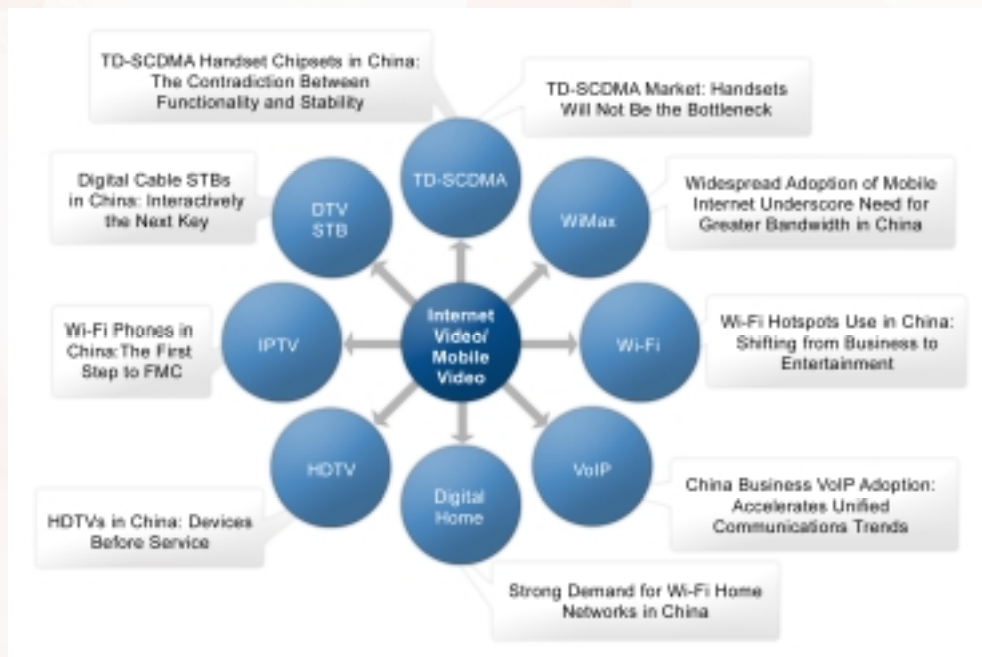 TD-SCDMA Handset Chipsets in China:
The Contradiction Between
Functionality and Stability
TD-SCDMA Market: Handsets
Will Not Be the Bottleneck
Digital Cable STBs
in China: Interactively
the Next Key
DTV
STB
TD-SCDMA
WiMax
Widespread Adoption of Mobile
Internet Underscore Need for
Greater Bandwidth in China
Wi-Fi Phones in
China:The First
Step to FMC
IPTV
Internet
Video/
Mobile
Video
Wi-Fi
Wi-Fi Hotspots Use in China:
Shifting from Business to
Entertainment
HDTVs in China: Devices
Before Service
HDTV
Digital
Home
VoIP
China Business VoIP Adoption:
Accelerates Unified
Communications Trends
Strong Demand for Wi-Fi Home
Networks in China